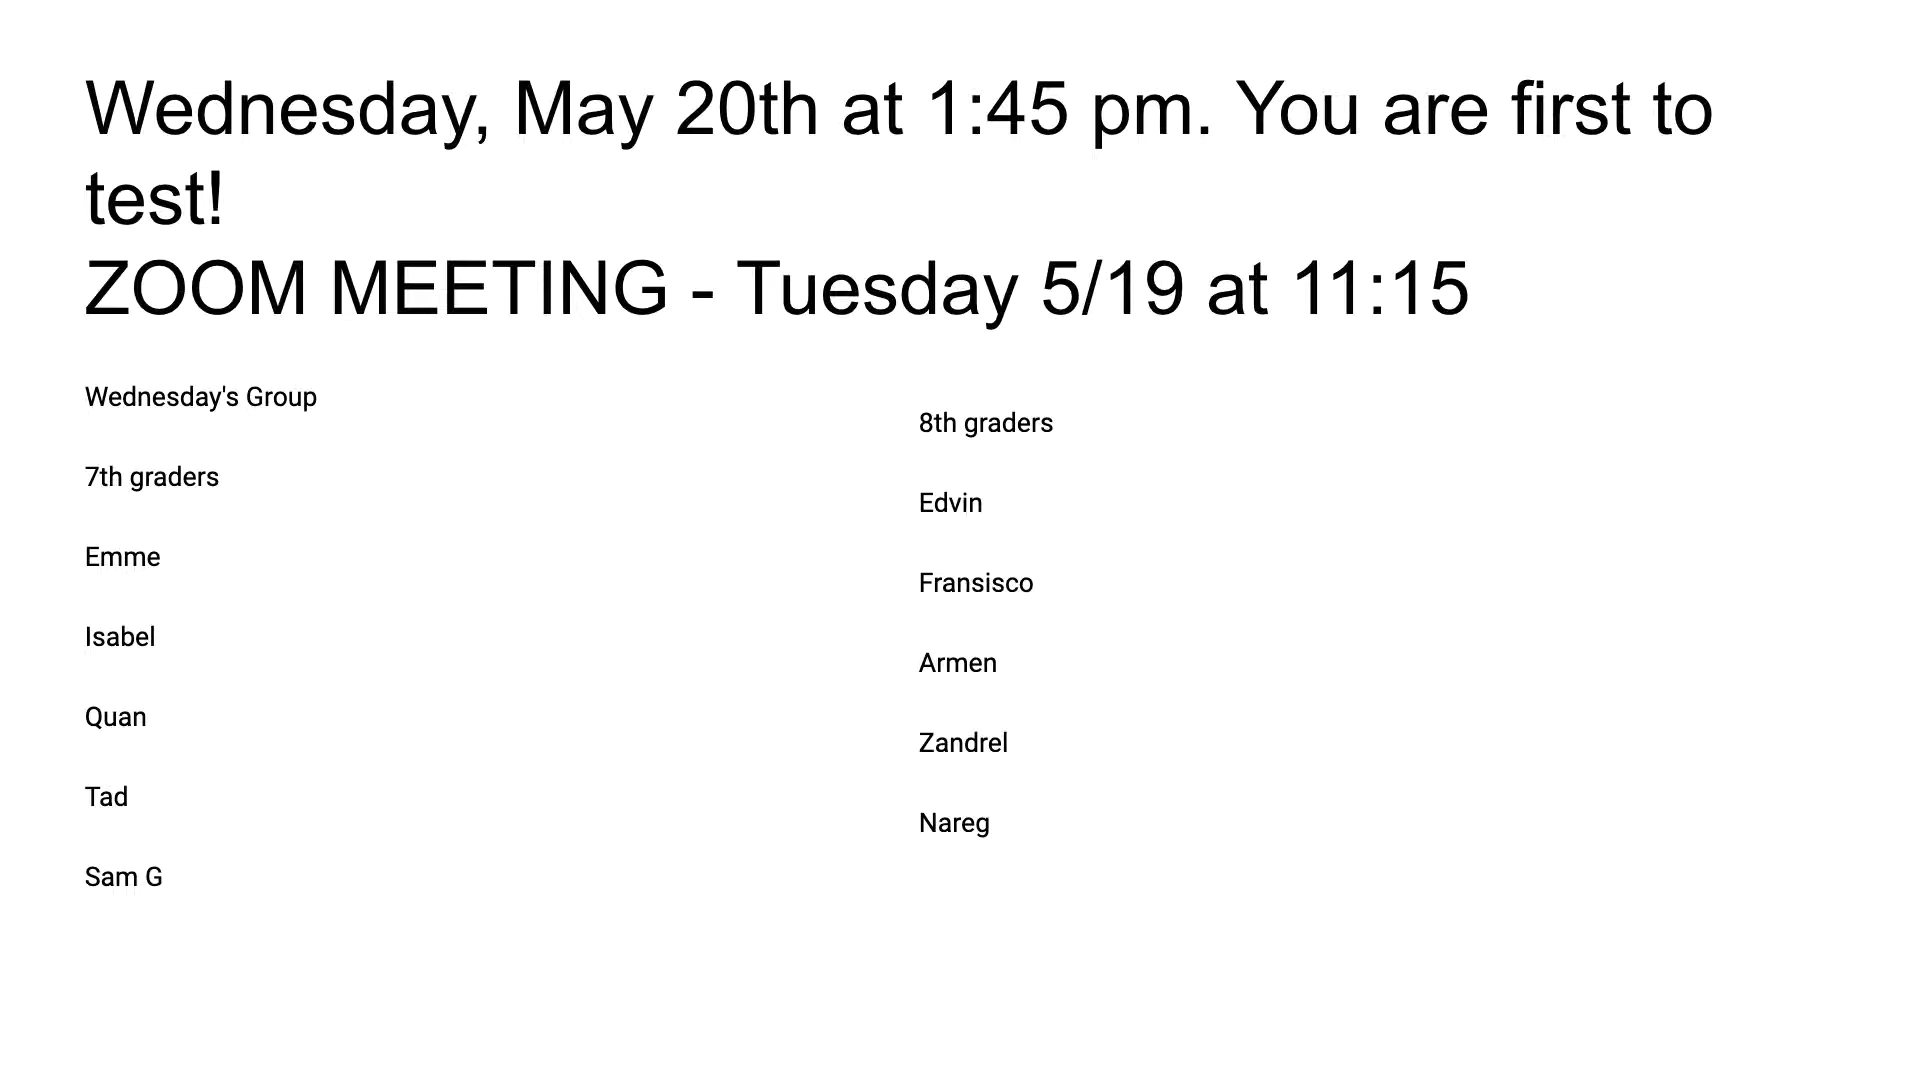 Wednesday, May 20th at 1:45 pm. You are first to
test!
ZOOM MEETING - Tuesday 5/19 at 11:15
Wednesday's Group
7th graders
Emme
Isabel
Quan
Tad
Sam G
8th graders
Edvin
Fransisco
Armen
Zandrel
Nareg